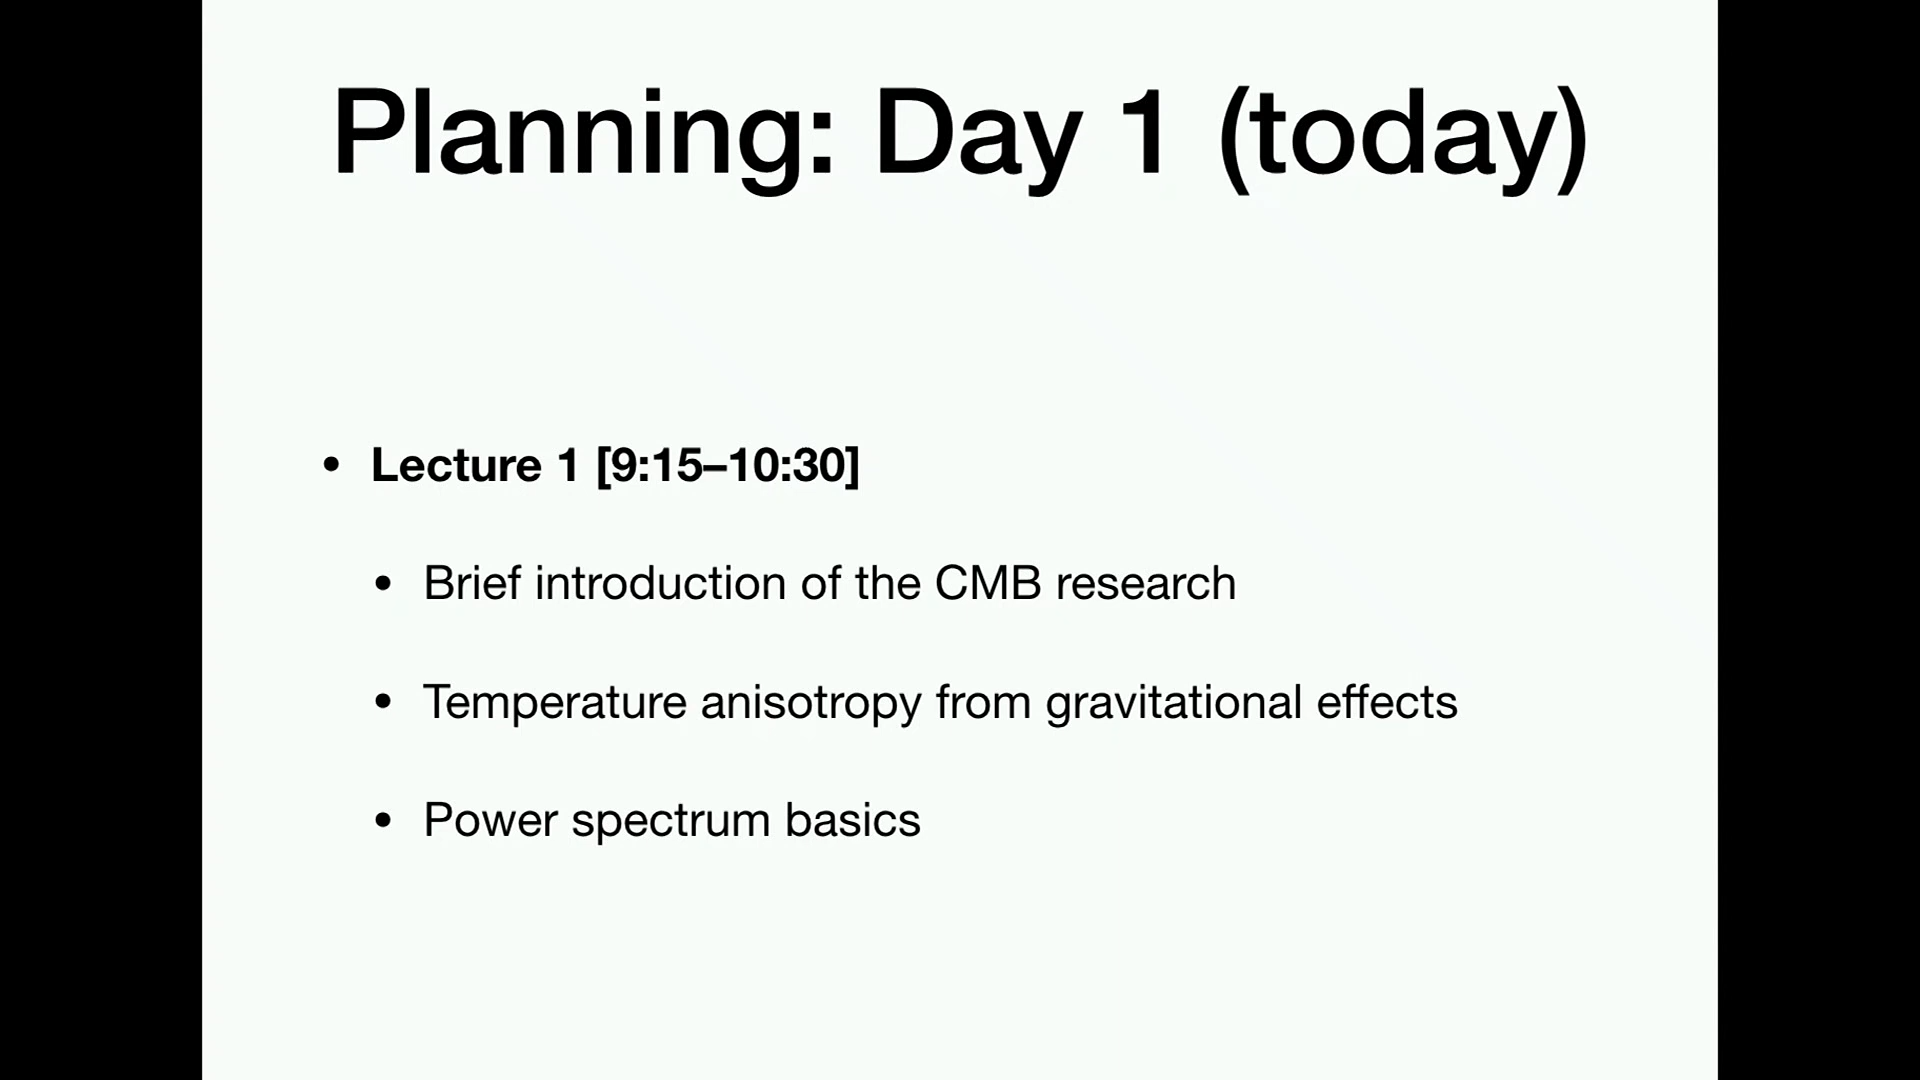 Planning: Day 1 (today)
• Lecture 1 [9:15–10:30]
• Brief introduction of the CMB research
• Temperature anisotropy from gravitational effects
• Power spectrum basics